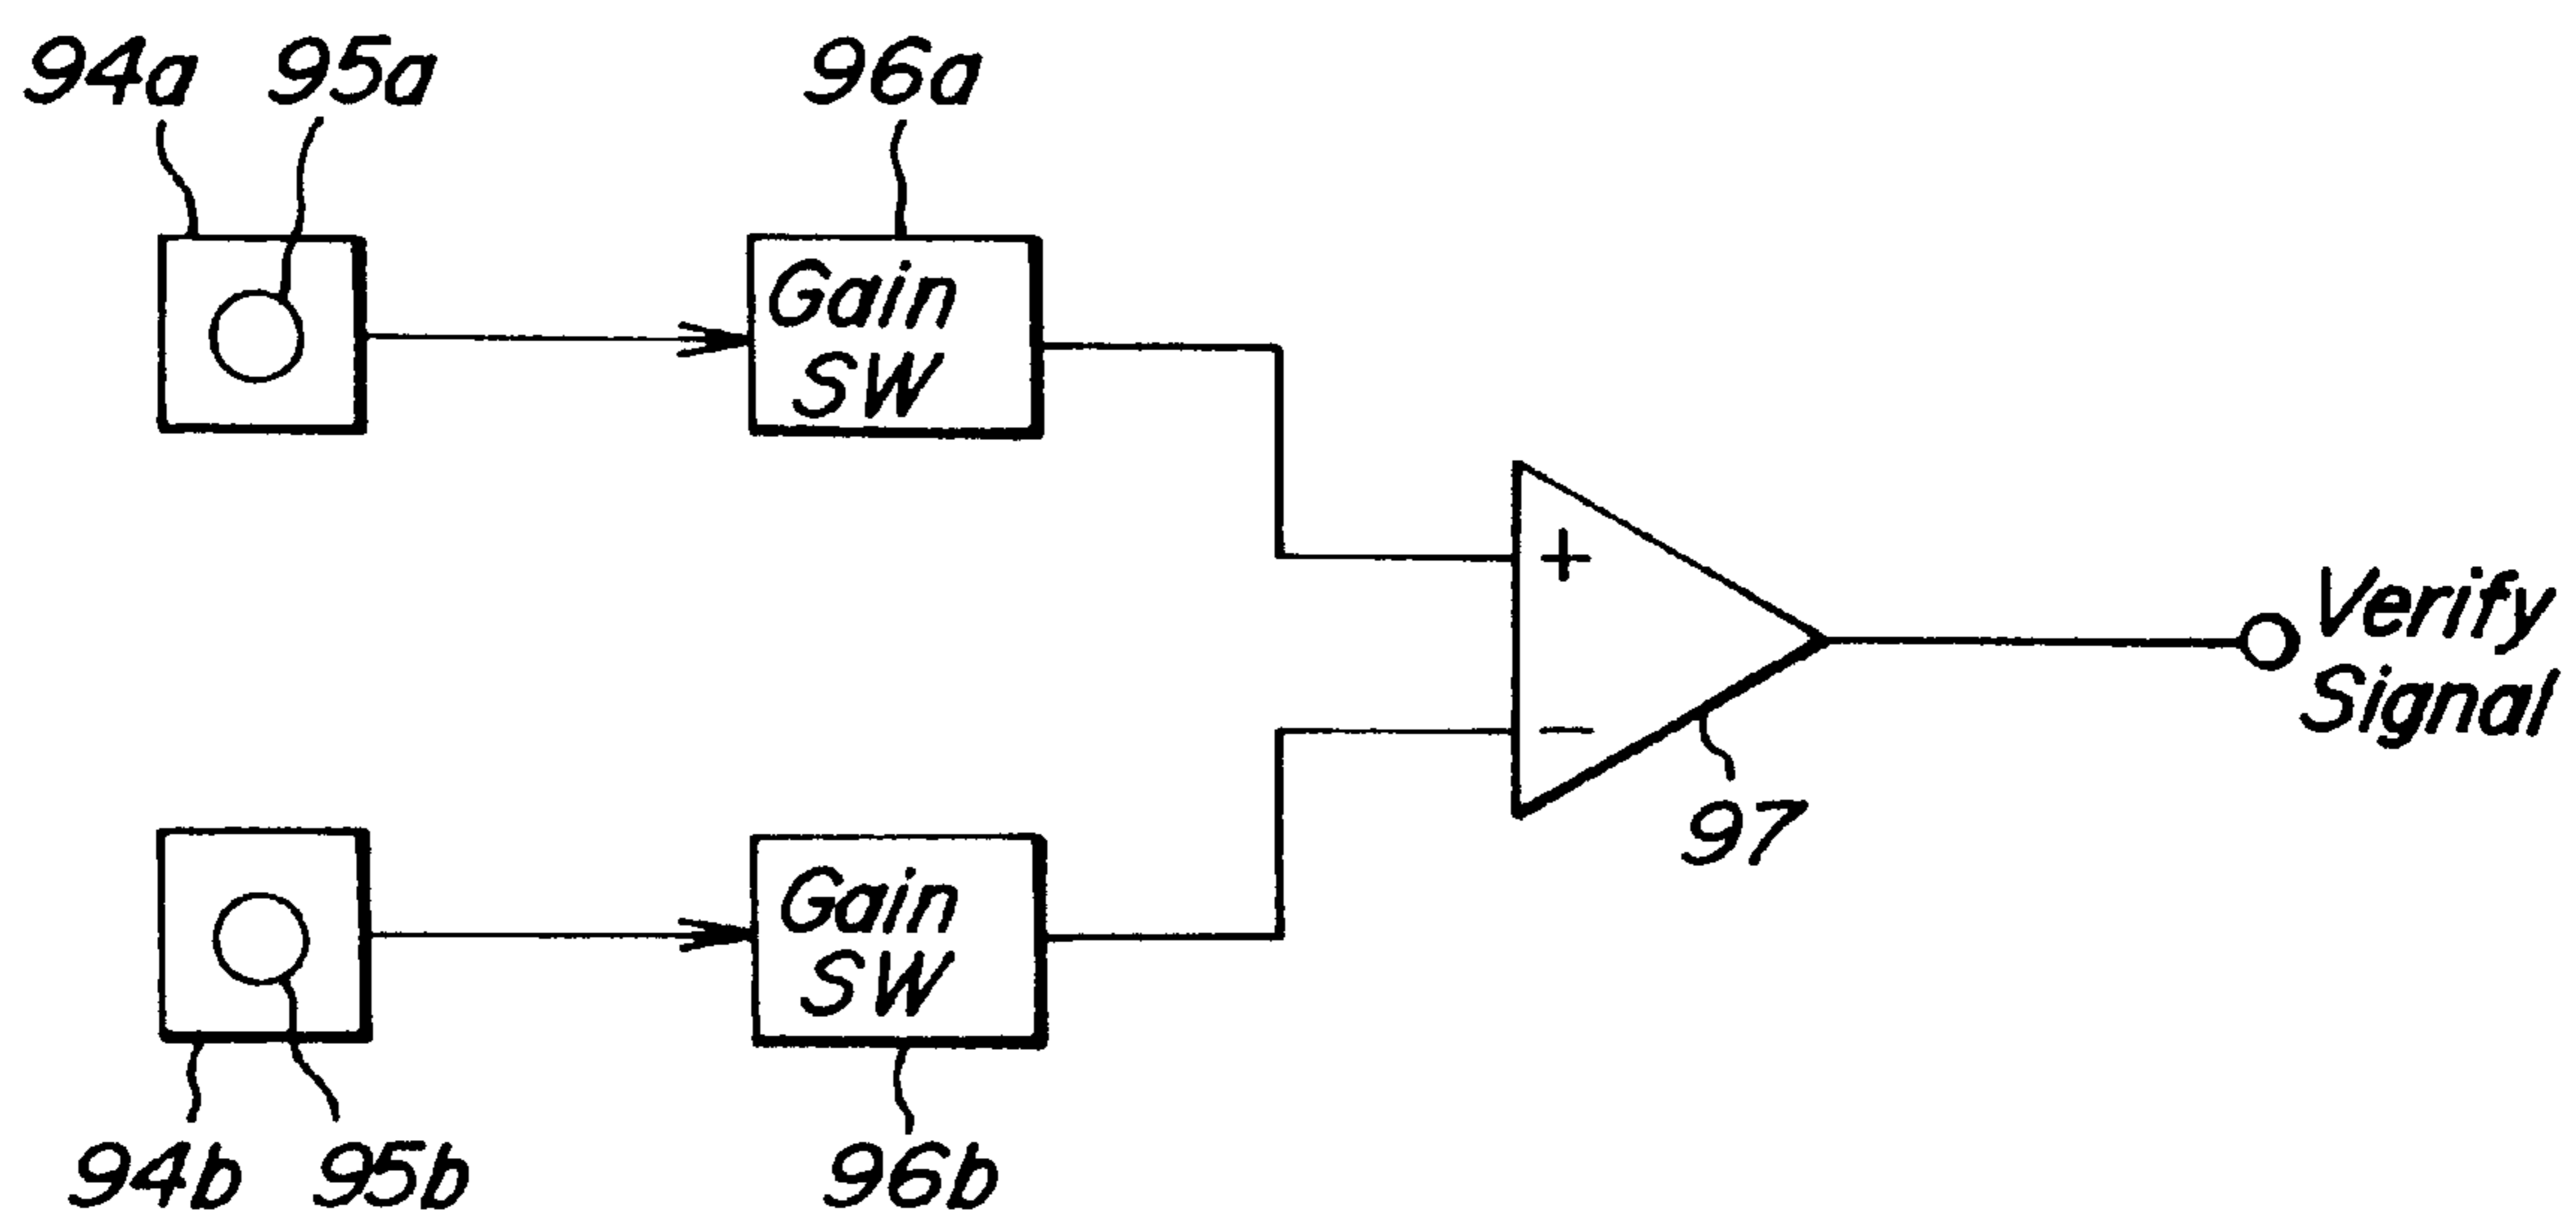 94a 95a 96a
Gain
SW
+
Verify
Signal
−
97
Gain
SW
94b 95b 96b